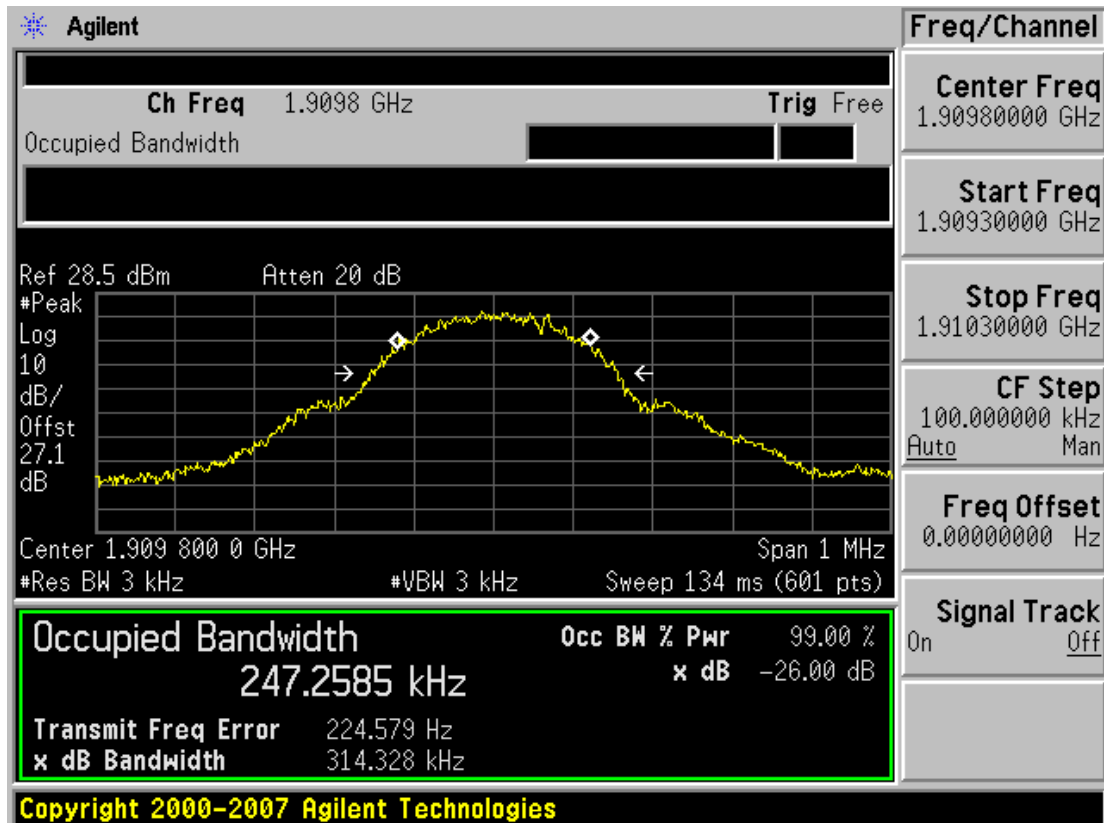 Agilent
Freq/Channel
Ch Freq 1.9098 GHz Trig Free
Occupied Bandwidth
Center Freq
1.90980000 GHz
Start Freq
1.90930000 GHz
Stop Freq
1.91030000 GHz
CF Step
100.000000 kHz
Auto Man
Freq Offset
0.00000000 Hz
Signal Track
On Off
Ref 28.5 dBm Atten 20 dB
#Peak
Log
10
dB/
Offst
27.1
dB
Center 1.909 800 0 GHz Span 1 MHz
#Res BW 3 kHz #VBW 3 kHz Sweep 134 ms (601 pts)
Occupied Bandwidth
247.2585 kHz
Occ BW % Pwr 99.00 %
x dB -26.00 dB
Transmit Freq Error 224.579 Hz
x dB Bandwidth 314.328 kHz
Copyright 2000-2007 Agilent Technologies